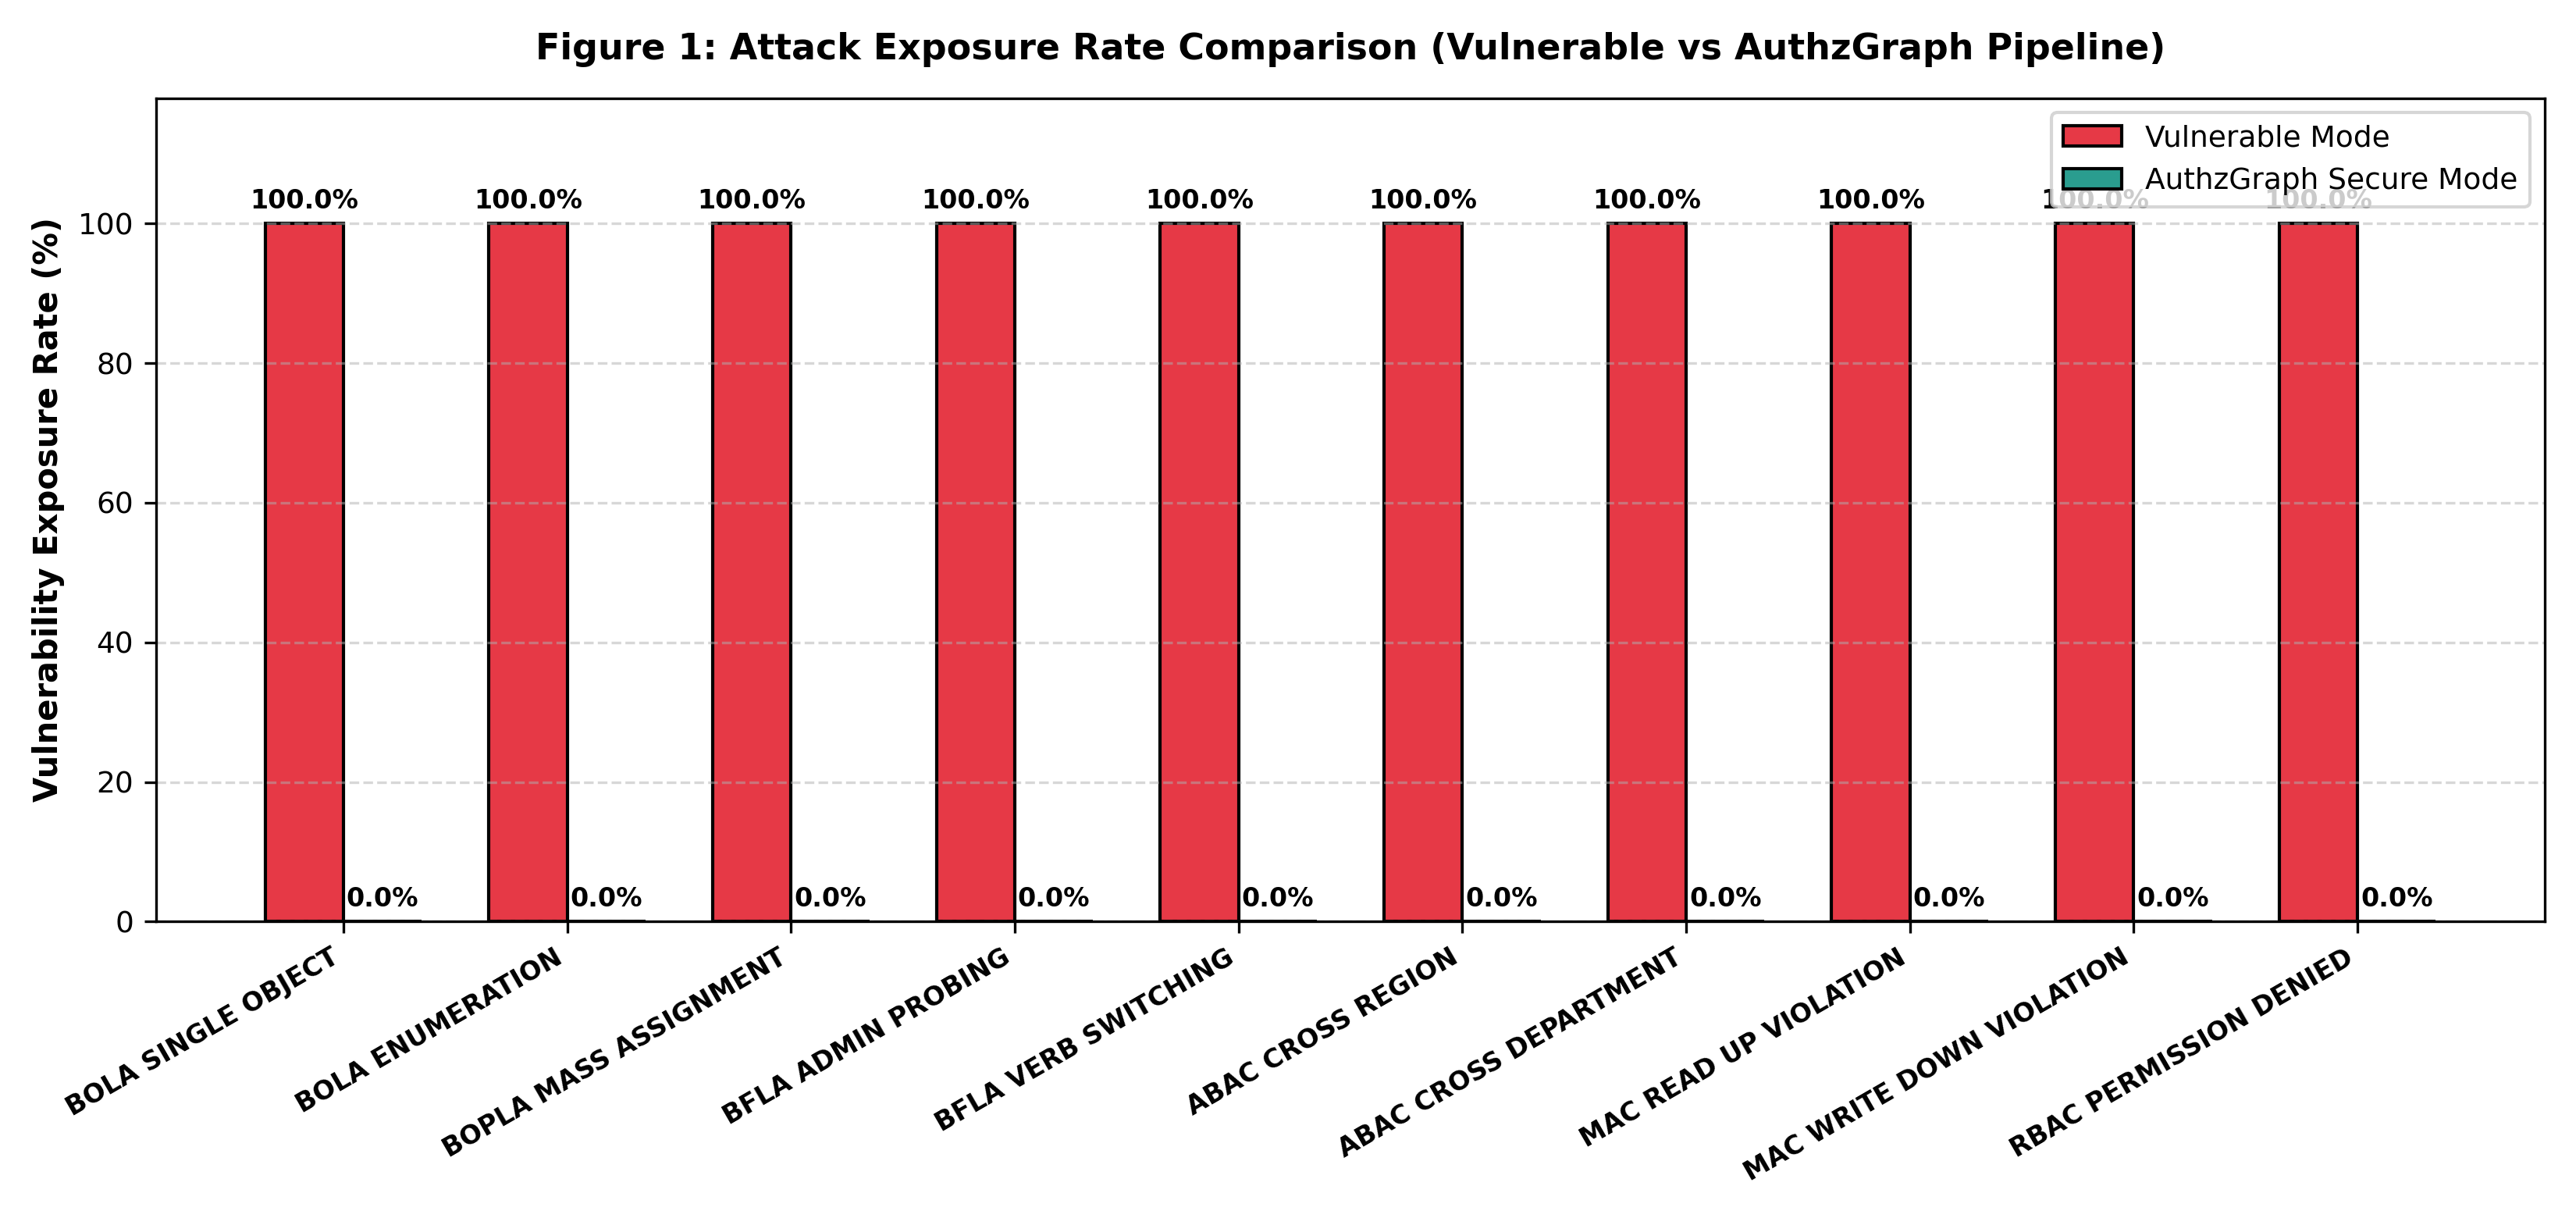 Figure 1: Attack Exposure Rate Comparison (Vulnerable vs AuthzGraph Pipeline)
Vulnerable Mode
AuthzGraph Secure Mode
100.0% 100.0% 100.0% 100.0% 100.0% 100.0% 100.0% 100.0% 100.0% 100.0%
Vulnerability Exposure Rate (%)
100
80
60
40
20
0
0.0% 0.0% 0.0% 0.0% 0.0% 0.0% 0.0% 0.0% 0.0% 0.0%
BOLA SINGLE OBJECT
BOLA ENUMERATION
BOPLA MASS ASSIGNMENT
BFLA ADMIN PROBING
BFLA VERB SWITCHING
ABAC CROSS REGION
ABAC CROSS DEPARTMENT
MAC READ UP VIOLATION
MAC WRITE DOWN VIOLATION
RBAC PERMISSION DENIED